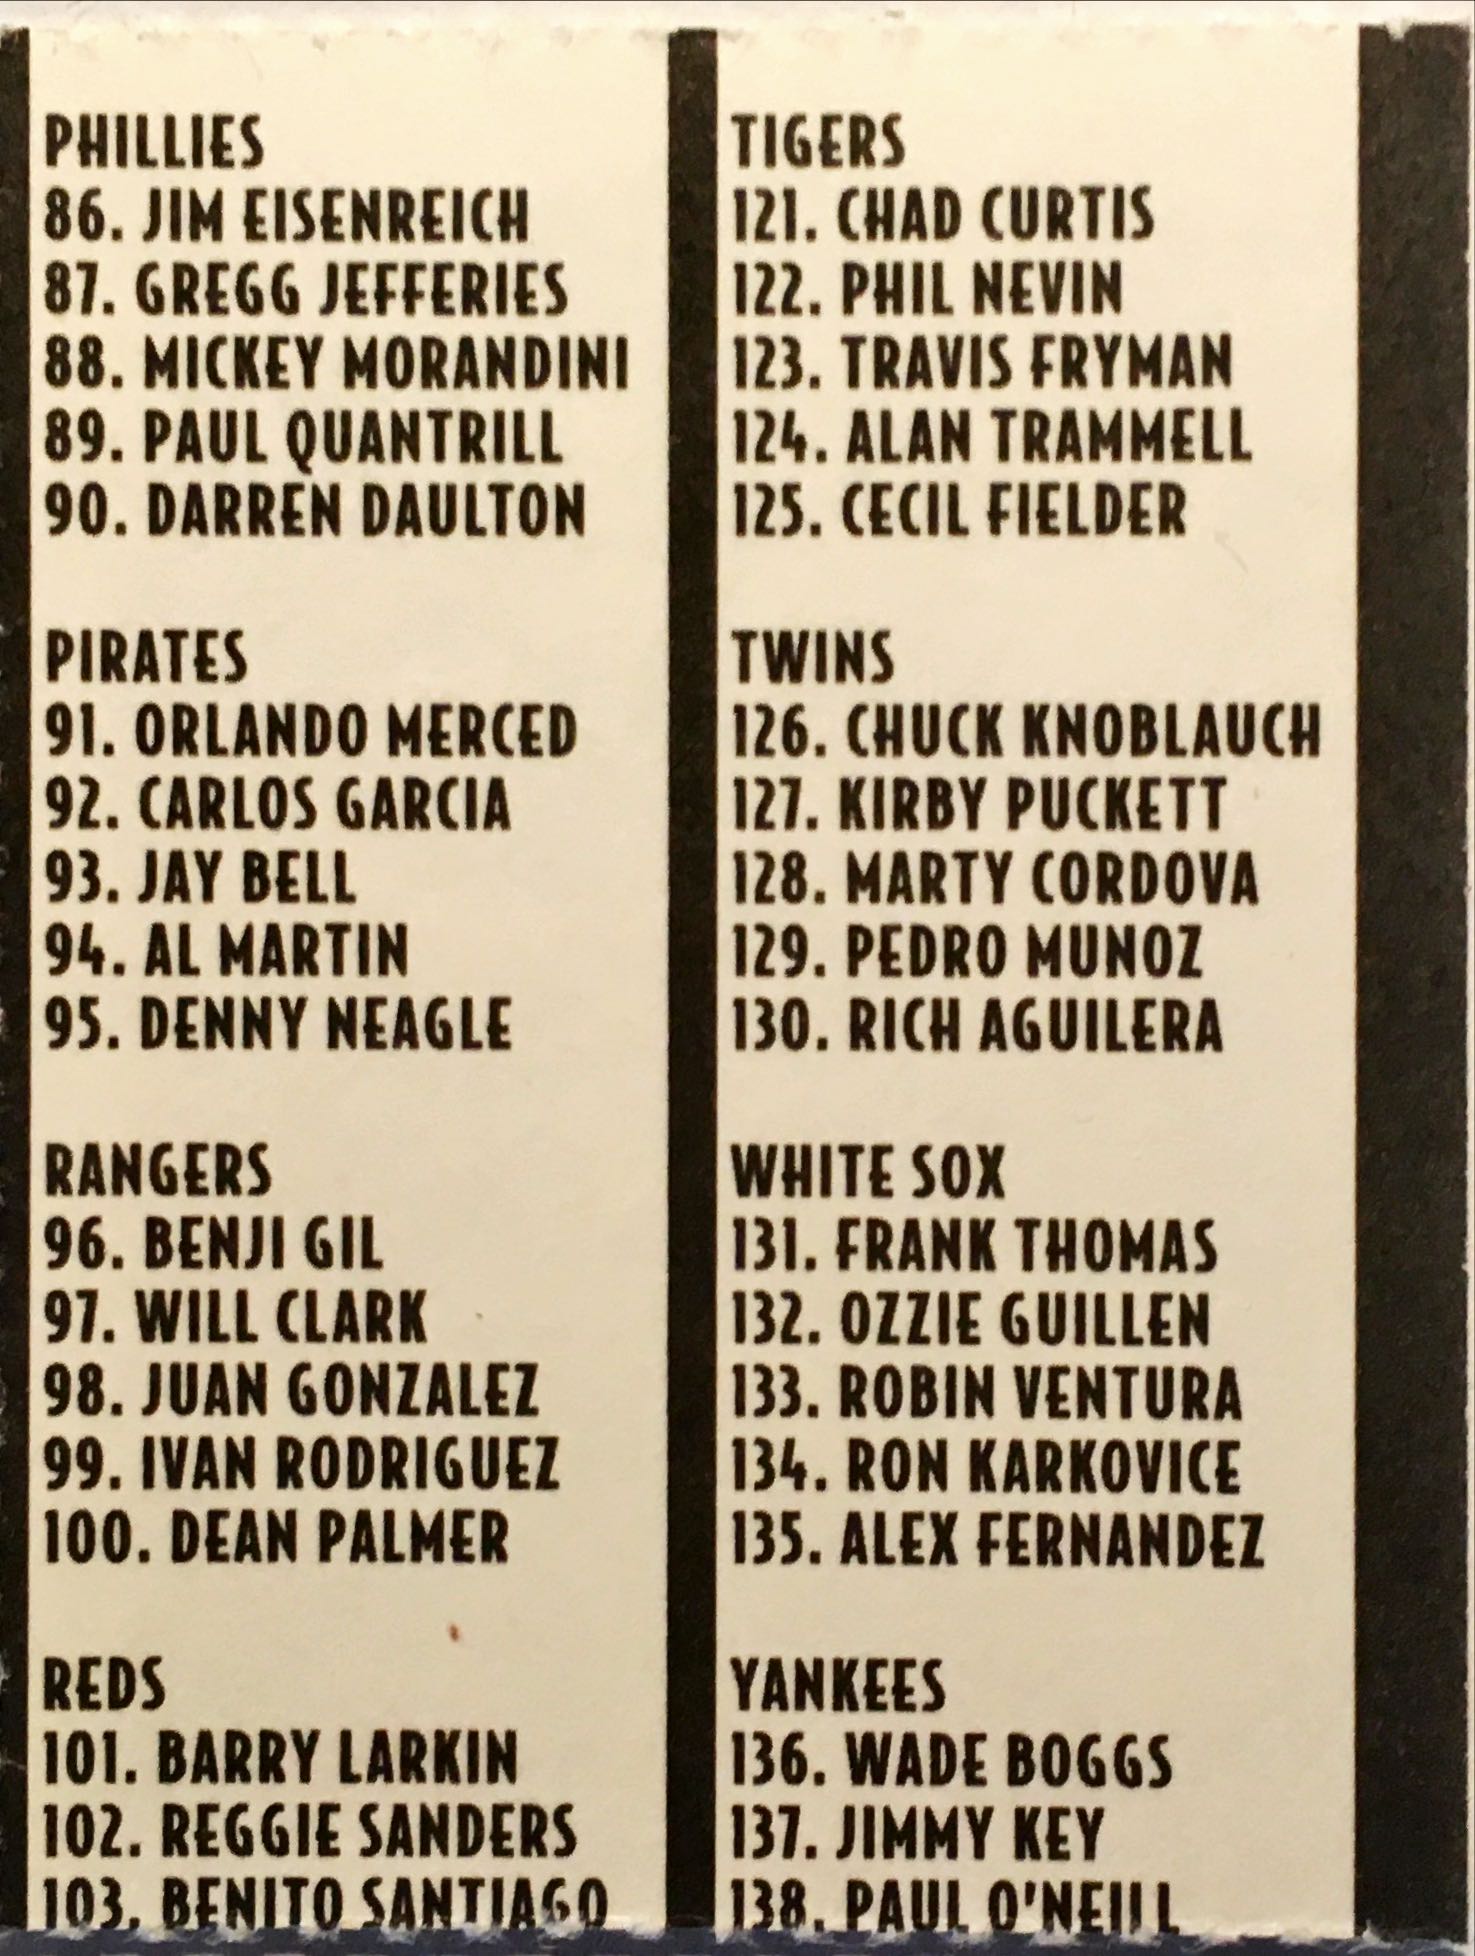 PHILLIES
86. JIM EISENREICH
87. GREGG JEFFERIES
88. MICKEY MORANDINI
89. PAUL QUANTRILL
90. DARREN DAULTON
PIRATES
91. ORLANDO MERCED
92. CARLOS GARCIA
93. JAY BELL
94. AL MARTIN
95. DENNY NEAGLE
RANGERS
96. BENJI GIL
97. WILL CLARK
98. JUAN GONZALEZ
99. IVAN RODRIGUEZ
100. DEAN PALMER
REDS
101. BARRY LARKIN
102. REGGIE SANDERS
103. BENITO SANTIAGO
TIGERS
121. CHAD CURTIS
122. PHIL NEVIN
123. TRAVIS FRYMAN
124. ALAN TRAMMELL
125. CECIL FIELDER
TWINS
126. CHUCK KNOBLAUCH
127. KIRBY PUCKETT
128. MARTY CORDOVA
129. PEDRO MUNOZ
130. RICH AGUILERA
WHITE SOX
131. FRANK THOMAS
132. OZZIE GUILLEN
133. ROBIN VENTURA
134. RON KARKOVICE
135. ALEX FERNANDEZ
YANKEES
136. WADE BOGGS
137. JIMMY KEY
138. PAUL O'NEILL